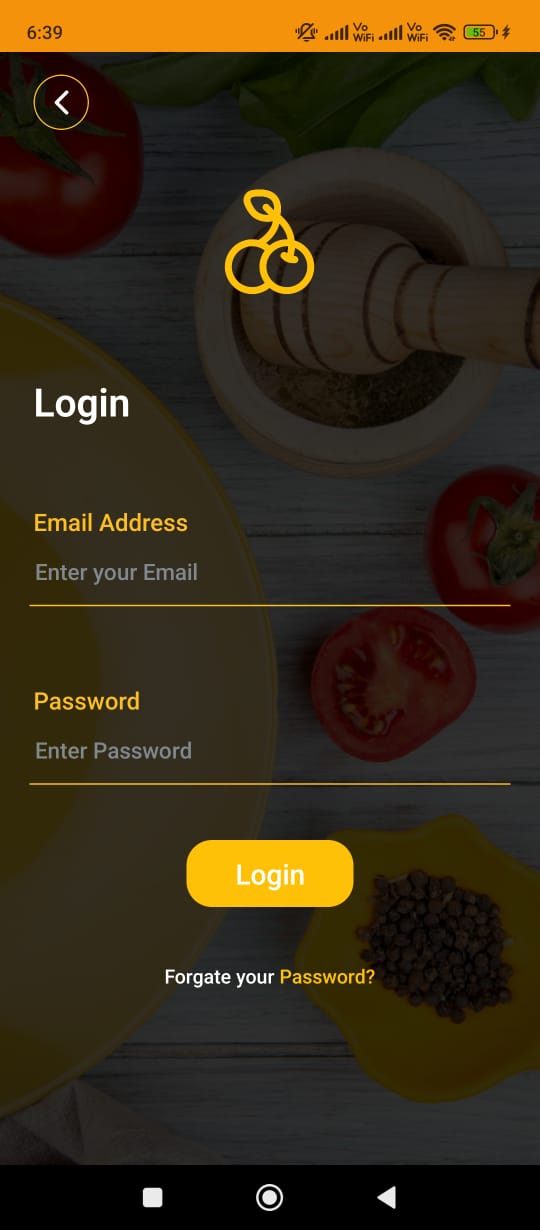 6:39
Vo WiFi Vo WiFi 55
Login
Email Address
Enter your Email
Password
Enter Password
Login
Forgate your Password?